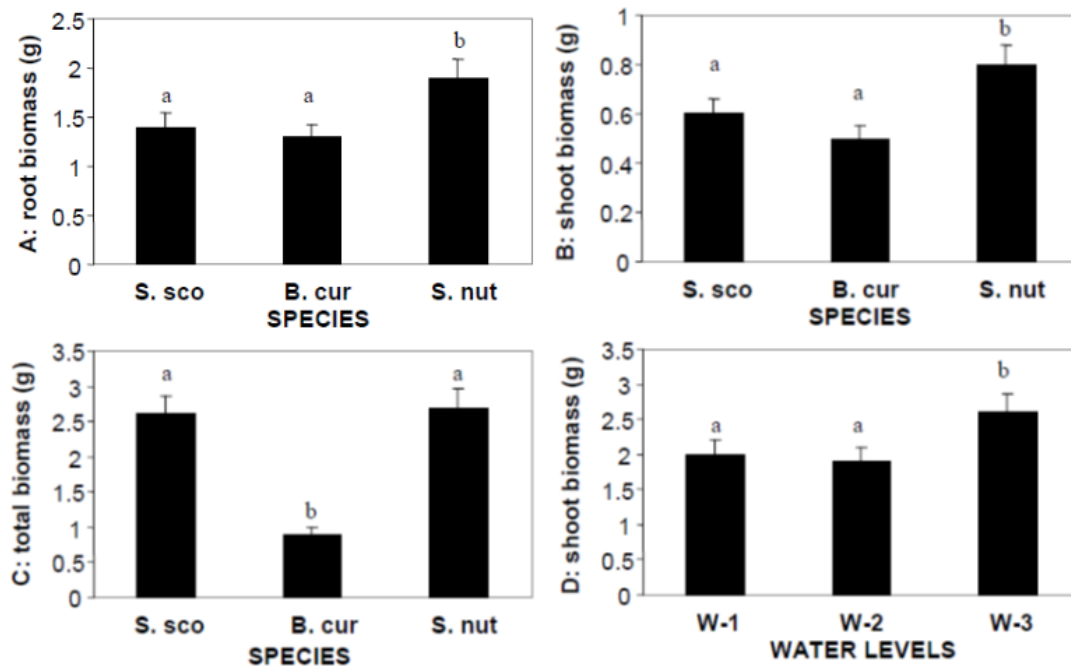 A: root biomass (g)
2.5
2
1.5
1
0.5
0
a
a
b
S. sco B. cur S. nut
SPECIES
B: shoot biomass (g)
1
0.8
0.6
0.4
0.2
0
a
a
b
S. sco B. cur S. nut
SPECIES
C: total biomass (g)
3.5
3
2.5
2
1.5
1
0.5
0
a
b
a
S. sco B. cur S. nut
SPECIES
D: shoot biomass (g)
3.5
3
2.5
2
1.5
1
0.5
0
a
a
b
W-1 W-2 W-3
WATER LEVELS